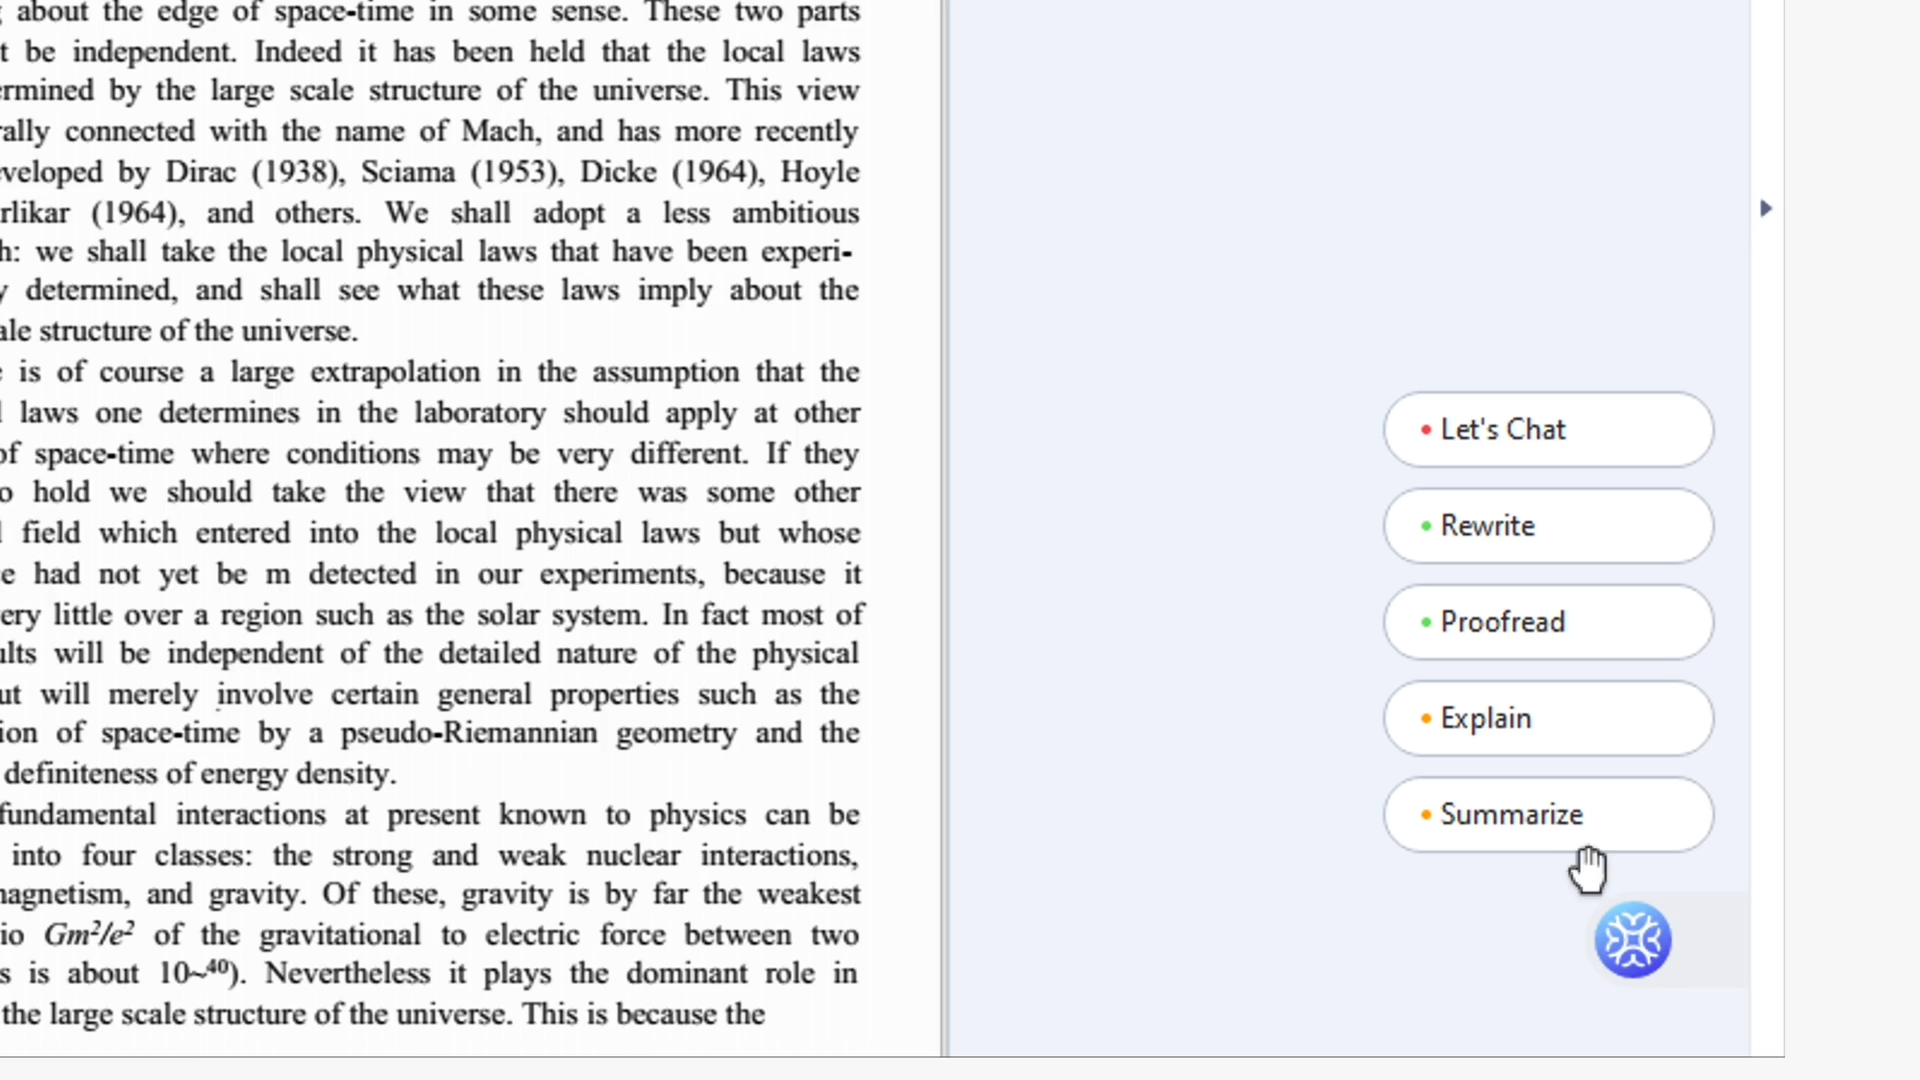 about the edge of space-time in some sense. These two parts
t be independent. Indeed it has been held that the local laws
ermined by the large scale structure of the universe. This view
rally connected with the name of Mach, and has more recently
eveloped by Dirac (1938), Sciama (1953), Dicke (1964), Hoyle
rlikar (1964), and others. We shall adopt a less ambitious
h: we shall take the local physical laws that have been experi-
y determined, and shall see what these laws imply about the
ale structure of the universe.
e is of course a large extrapolation in the assumption that the
l laws one determines in the laboratory should apply at other
of space-time where conditions may be very different. If they
o hold we should take the view that there was some other
l field which entered into the local physical laws but whose
e had not yet be m detected in our experiments, because it
ery little over a region such as the solar system. In fact most of
ults will be independent of the detailed nature of the physical
ut will merely involve certain general properties such as the
ion of space-time by a pseudo-Riemannian geometry and the
definiteness of energy density.
fundamental interactions at present known to physics can be
into four classes: the strong and weak nuclear interactions,
nagnetism, and gravity. Of these, gravity is by far the weakest
io Gm²/e² of the gravitational to electric force between two
s is about 10~⁴⁰). Nevertheless it plays the dominant role in
the large scale structure of the universe. This is because the
Let's Chat
Rewrite
Proofread
Explain
Summarize